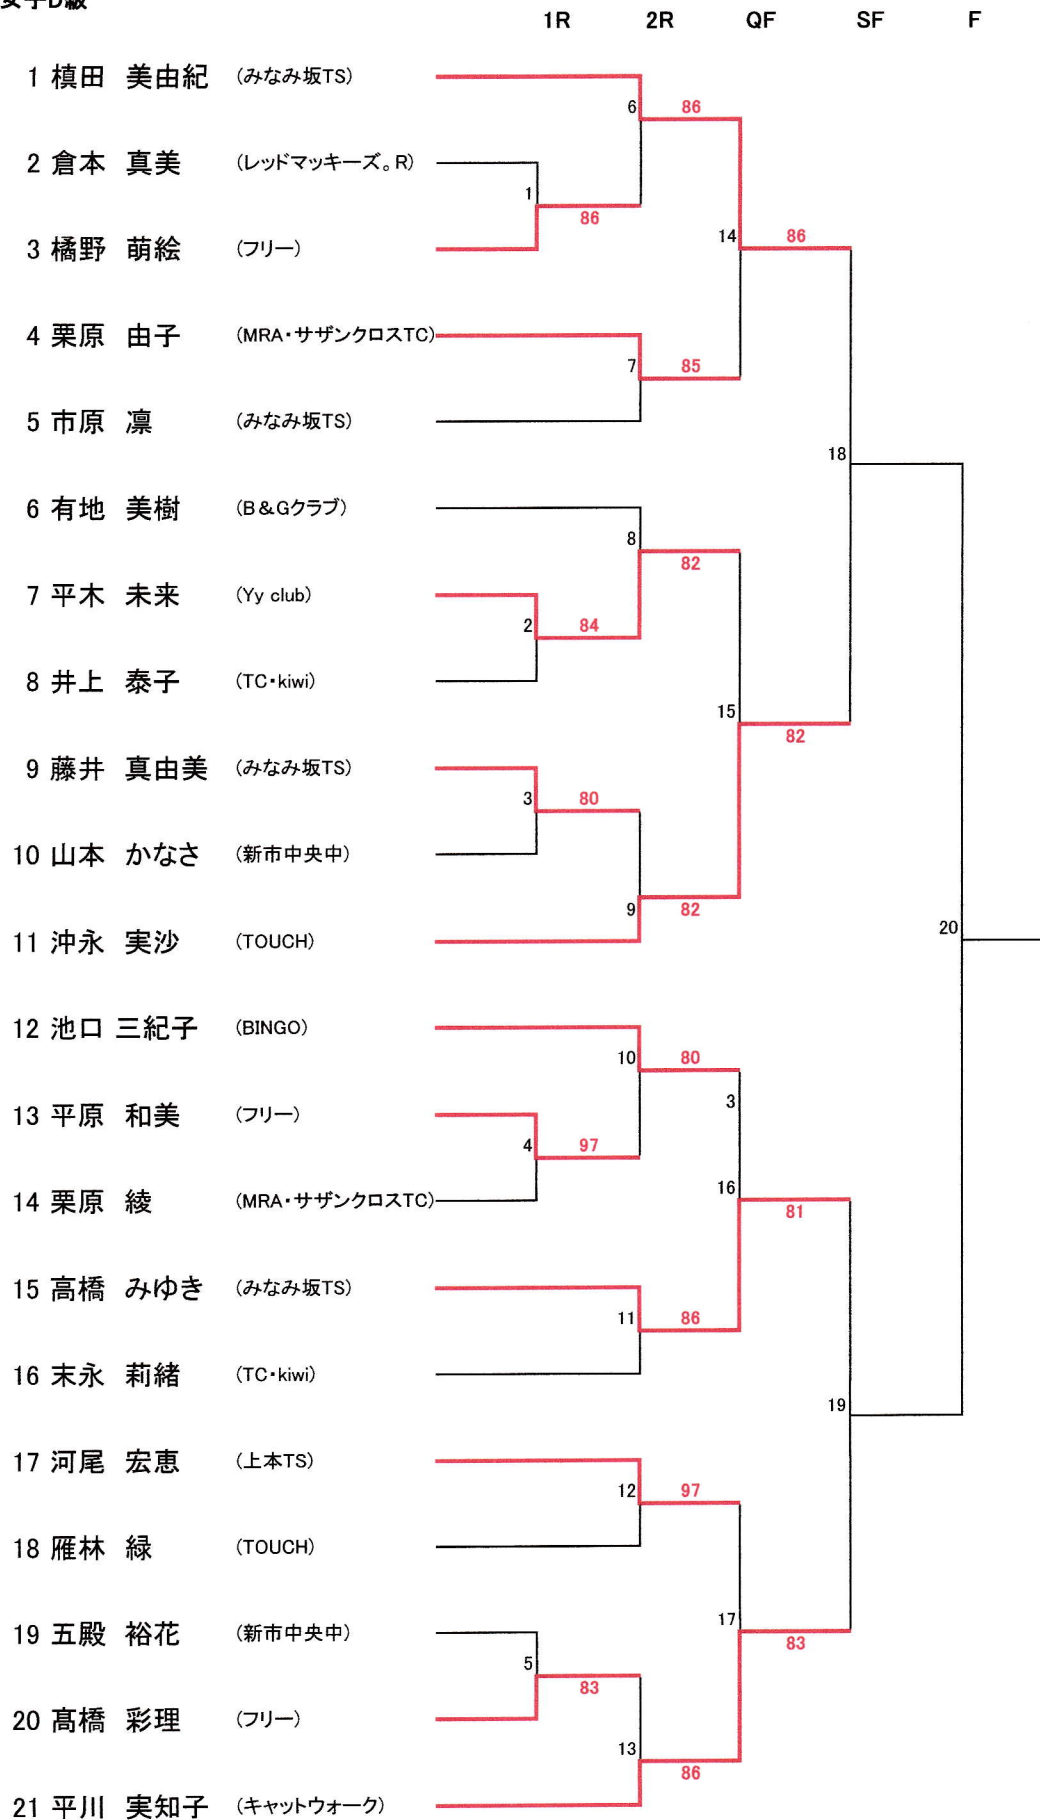 女子D級
1R 2R QF SF F
1 槙田 美由紀 (みなみ坂TS)
6 86
2 倉本 真美 (レッドマッキーズ。R)
1
86
3 橘野 萌絵 (フリー)
14 86
4 栗原 由子 (MRA・サザンクロスTC)
7 85
5 市原 凛 (みなみ坂TS)
18
6 有地 美樹 (B&Gクラブ)
8
82
7 平木 未来 (Yy club)
2 84
8 井上 泰子 (TC・kiwi)
15
82
9 藤井 真由美 (みなみ坂TS)
3 80
10 山本 かなさ (新市中央中)
9 82
20
11 沖永 実沙 (TOUCH)
12 池口 三紀子 (BINGO)
10 80
3
13 平原 和美 (フリー)
4 97
16
14 栗原 綾 (MRA・サザンクロスTC)
81
15 高橋 みゆき (みなみ坂TS)
11 86
16 末永 莉緒 (TC・kiwi)
19
17 河尾 宏恵 (上本TS)
12 97
18 雁林 緑 (TOUCH)
17
19 五殿 裕花 (新市中央中)
83
5
83
20 髙橋 彩理 (フリー)
13
86
21 平川 実知子 (キャットウォーク)